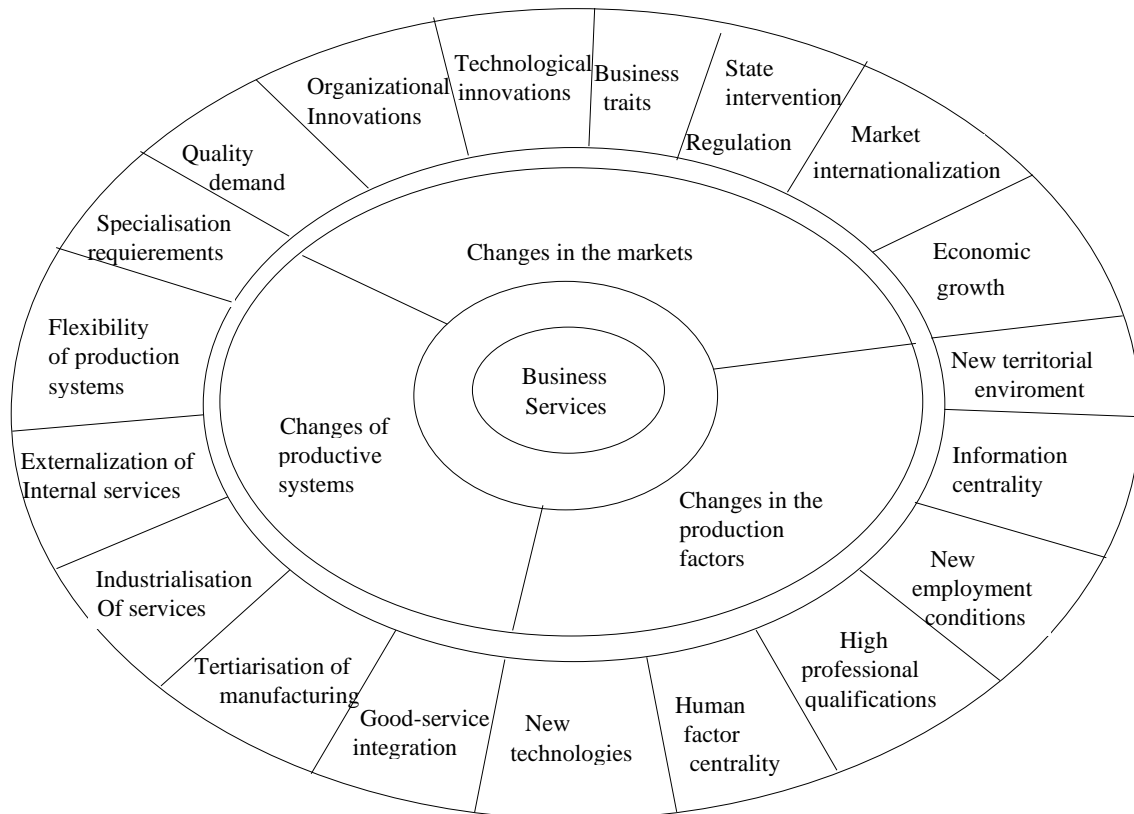 Technological
innovations
Business
traits
State
intervention
Regulation
Market
internationalization
Economic
growth
New territorial
enviroment
Information
centrality
New
employment
conditions
High
professional
qualifications
Human
factor
centrality
New
technologies
Good-service
integration
Tertiarisation of
manufacturing
Industrialisation
Of services
Externalization of
Internal services
Flexibility
of production
systems
Specialisation
requierements
Quality
demand
Organizational
Innovations
Changes in the markets
Changes in the
production
factors
Changes of
productive
systems
Business
Services